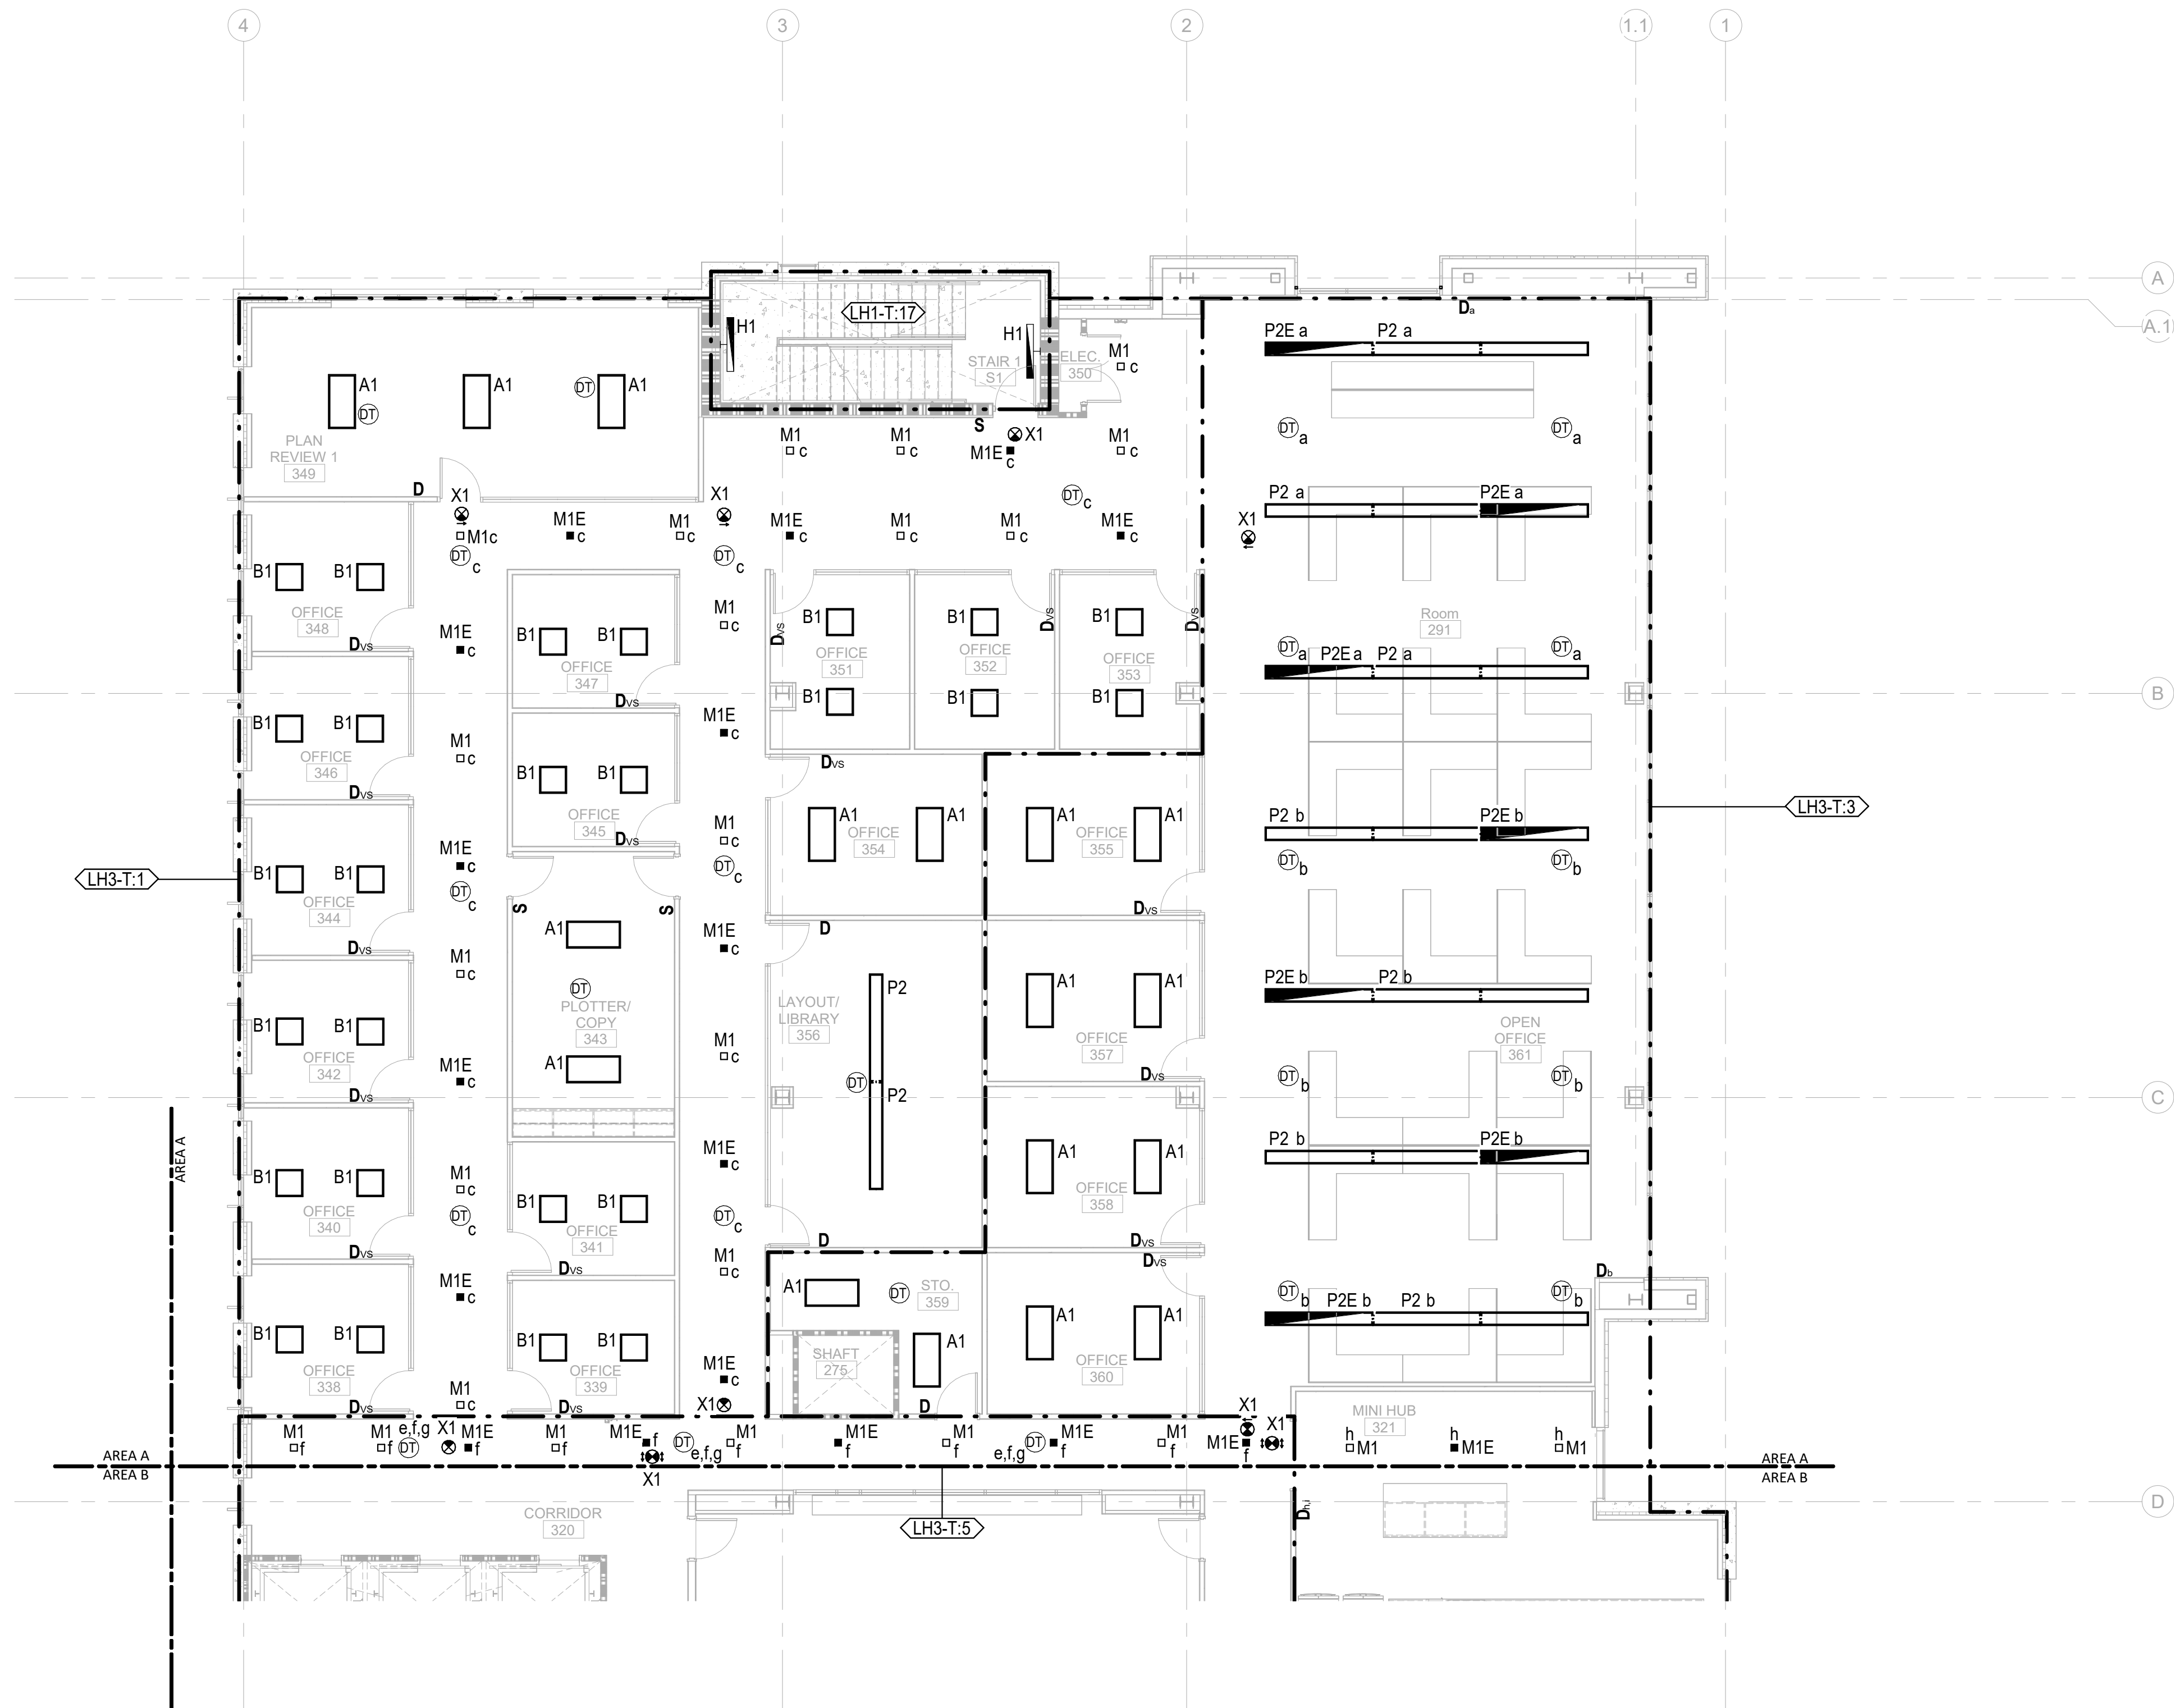 4 3 2 1.1 1
A
A.1
LH1-T:17
H1 H1
STAIR 1
S1
ELEC.
350
M1
c
Da
P2E a P2 a
A1 A1 DT A1
DT
PLAN
REVIEW 1
349
D
S
M1 c M1 c X1 M1E c M1 c
DT a DT a
X1 X1
M1c M1E c M1 c M1E c M1 c M1 c M1E c
DT c
DT c DT c
X1
P2 a P2E a
B1 B1
OFFICE
348
DVS
M1E c
B1 B1
OFFICE
347
DVS
M1 c
B1 B1
OFFICE
351
DVS
B1 B1
OFFICE
352
DVS
B1 B1
OFFICE
353
DVS
Room
291
DT a P2E a P2 a DT a
B
B1 B1
OFFICE
346
DVS
M1 c
B1 B1
OFFICE
345
DVS
M1E c
M1 c
DT c
DVS
A1 A1
OFFICE
354
A1 A1
OFFICE
355
DVS
P2 b P2E b
DT b DT b
LH3-T:3
LH3-T:1
B1 B1
OFFICE
344
DVS
M1E c
DT c
S S
A1
DT
PLOTTER/
COPY
343
A1
M1E c
D
P2
LAYOUT/
LIBRARY
356
DT
P2
D
A1 A1
OFFICE
357
DVS
P2E b P2 b
OPEN
OFFICE
361
DT b DT b
B1 B1
OFFICE
342
DVS
M1 c
M1E c
M1 c
C
B1 B1
OFFICE
340
DVS
M1 c
DT c
B1 B1
OFFICE
341
DVS
M1E c
DT c
M1 c
A1 A1
OFFICE
358
DVS
P2 b P2E b
AREA A
B1 B1
OFFICE
338
DVS
M1E c
M1 c
B1 B1
OFFICE
339
DVS
M1E c
X1
A1
DT
STO.
359
A1
SHAFT
275
D
DVS
A1 A1
OFFICE
360
DT b P2E b P2 b DT b
Db
M1 f M1 f e,f,g DT X1 M1E f M1 f M1E f DT e,f,g M1 f M1E f M1 f e,f,g DT M1E f M1 f X1 M1E f X1
X1
MINI HUB
321
h M1 h M1E h M1
AREA A AREA A
AREA B AREA B
D
Dh,i
CORRIDOR
320
LH3-T:5